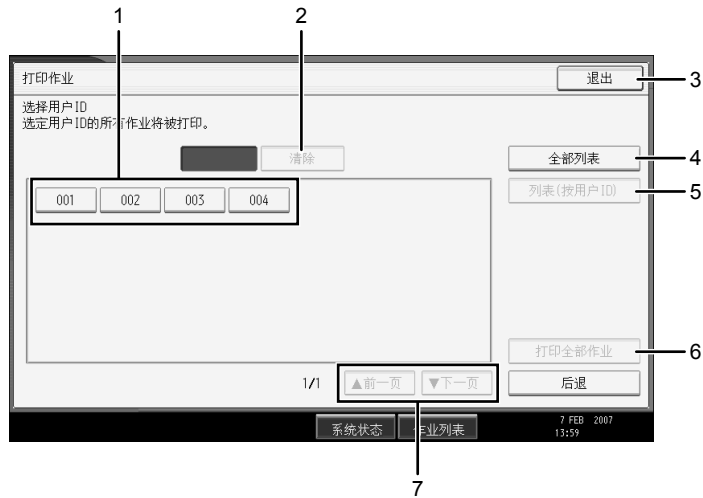 1
2
打印作业
退出
3
选择用户ID
选定用户ID的所有作业将被打印。
清除
全部列表
4
001
002
003
004
列表(按用户ID)
5
打印全部作业
6
1/1
▲前一页
▼下一页
后退
系统状态
作业列表
7 FEB 2007
13:59
7